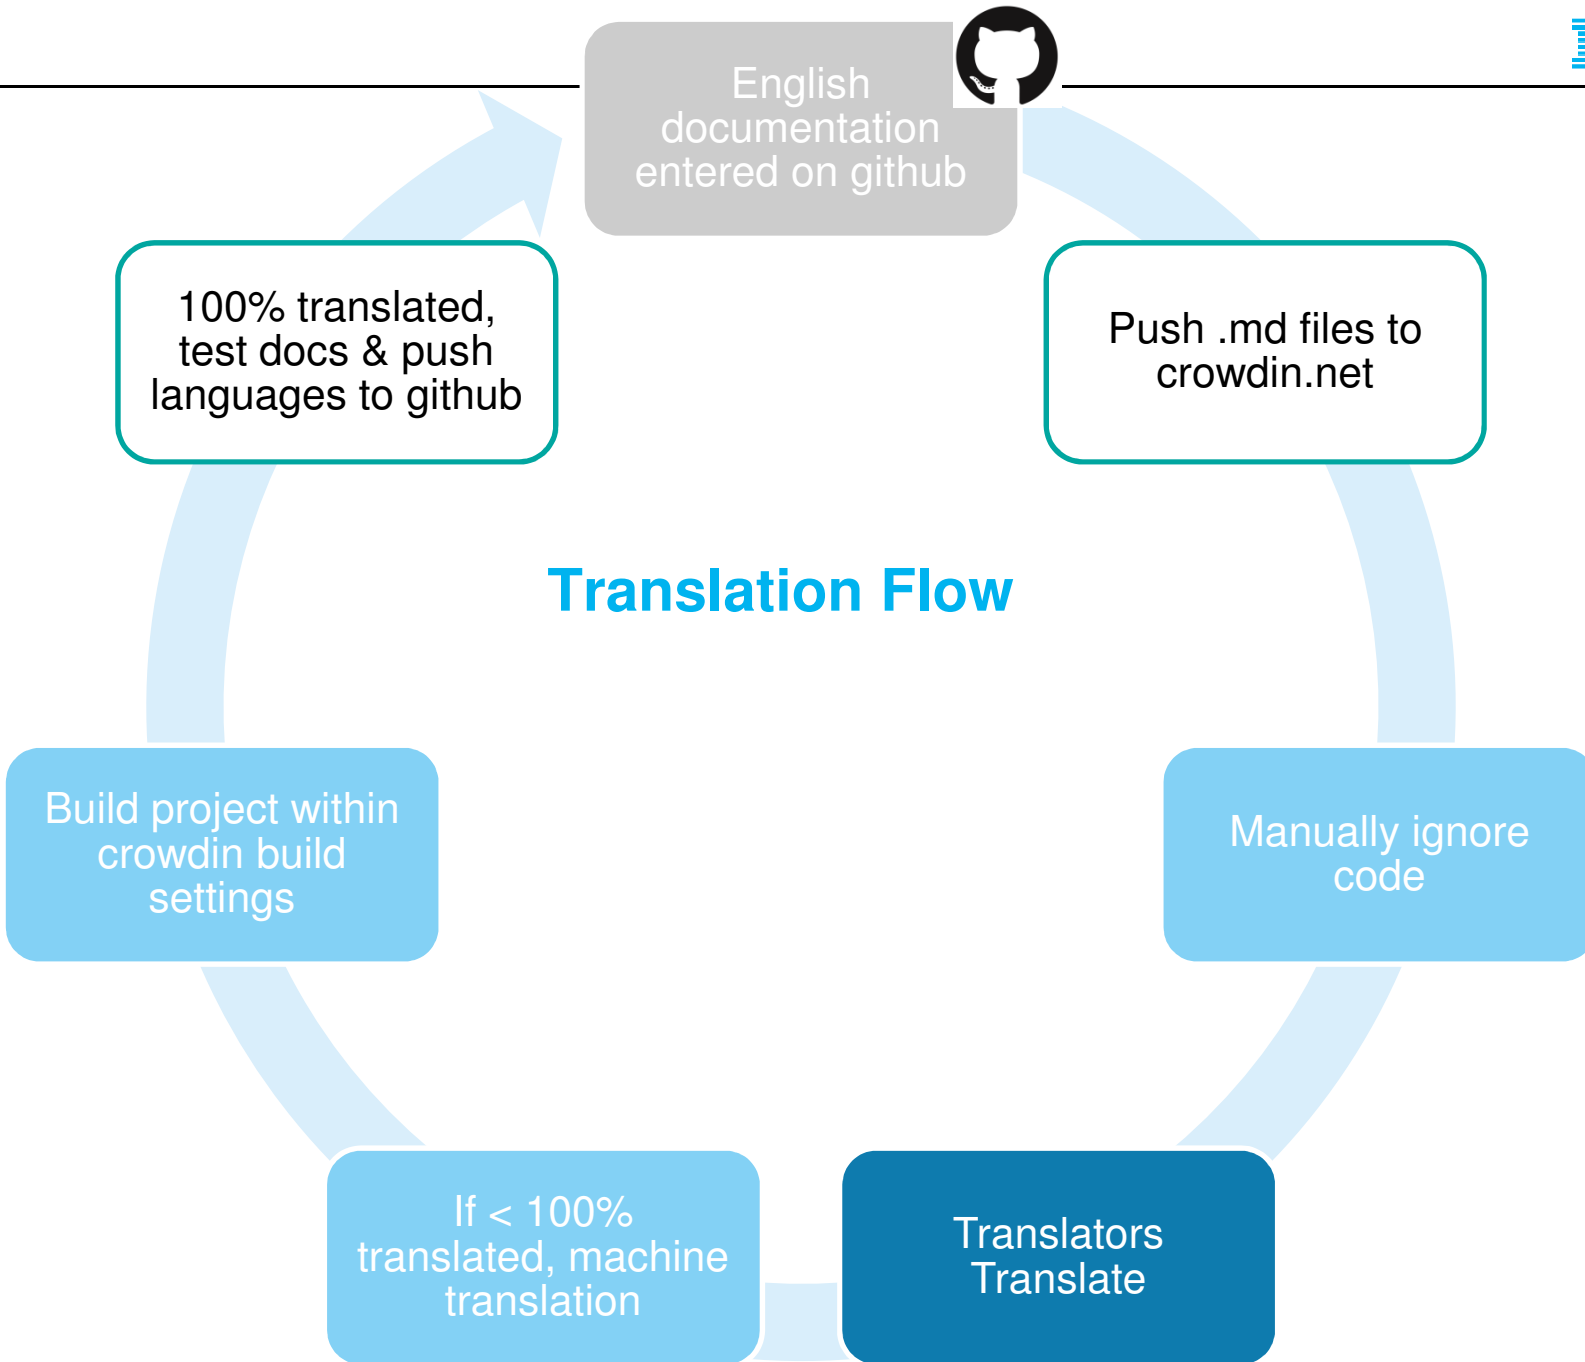 English
documentation
entered on github
Push .md files to
crowdin.net
Manually ignore
code
Translators
Translate
If < 100%
translated, machine
translation
Build project within
crowdin build
settings
100% translated,
test docs & push
languages to github
Translation Flow